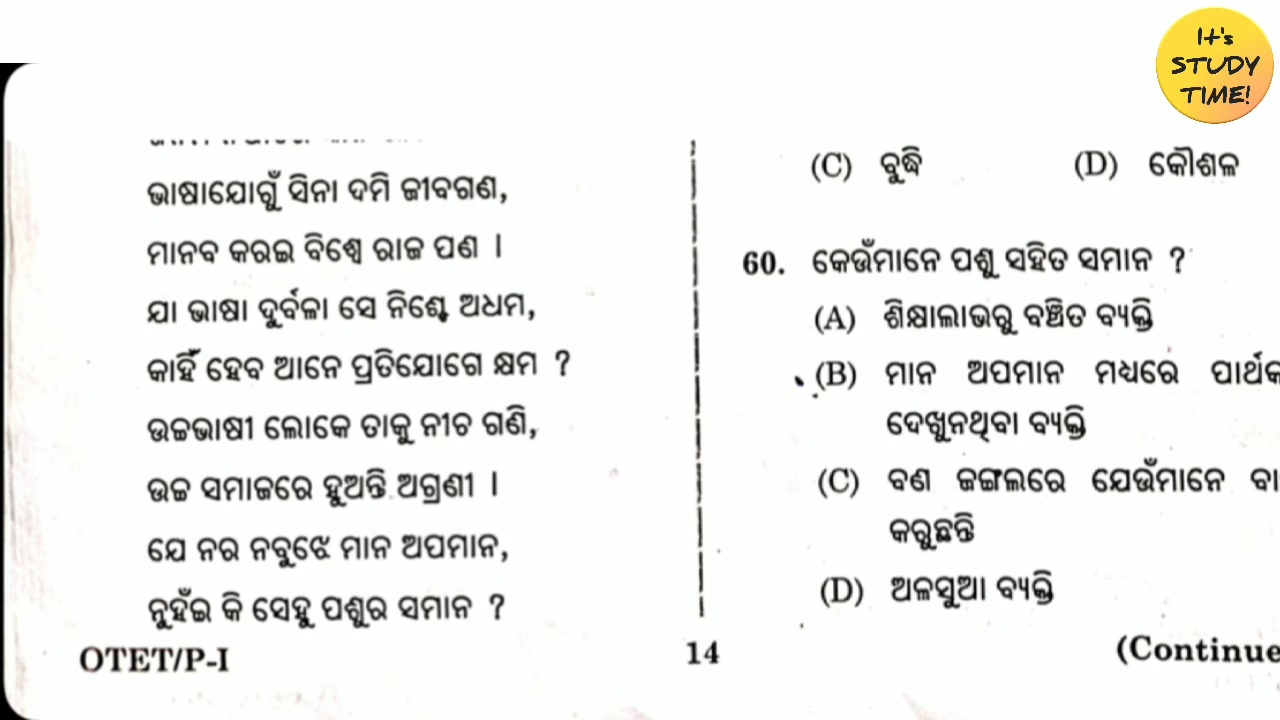 It's
STUDY
TIME!
ଭାଷାଯୋଗୁଁ ସିନା ଦମି ଜୀବଗଣ,
ମାନବ କରଇ ବିଶ୍ୱେ ରାଜ ପଣ ।
ଯା ଭାଷା ଦୁର୍ବଳା ସେ ନିଶ୍ଚେ ଅଧମ,
କାହିଁ ହେବ ଆନେ ପ୍ରତିଯୋଗେ କ୍ଷମ ?
ଉଚ୍ଚଭାଷୀ ଲୋକେ ତାକୁ ନୀଚ ଗଣି,
ଉଚ୍ଚ ସମାଜରେ ହୁଅନ୍ତି ଅଗ୍ରଣୀ ।
ଯେ ନର ନବୁଝେ ମାନ ଅପମାନ,
ନୁହଁଇ କି ସେହୁ ପଶୁର ସମାନ ?
(C) ବୁଦ୍ଧି (D) କୌଶଳ
60. କେଉଁମାନେ ପଶୁ ସହିତ ସମାନ ?
(A) ଶିକ୍ଷାଲାଭରୁ ବଞ୍ଚିତ ବ୍ୟକ୍ତି
(B) ମାନ ଅପମାନ ମଧ୍ୟରେ
ଦେଖୁନଥିବା ବ୍ୟକ୍ତି
(C) ବଣ ଜଙ୍ଗଲରେ ଯେଉଁମାନେ
କରୁଛନ୍ତି
(D) ଅଳସୁଆ ବ୍ୟକ୍ତି
OTET/P-I 14 (Continue